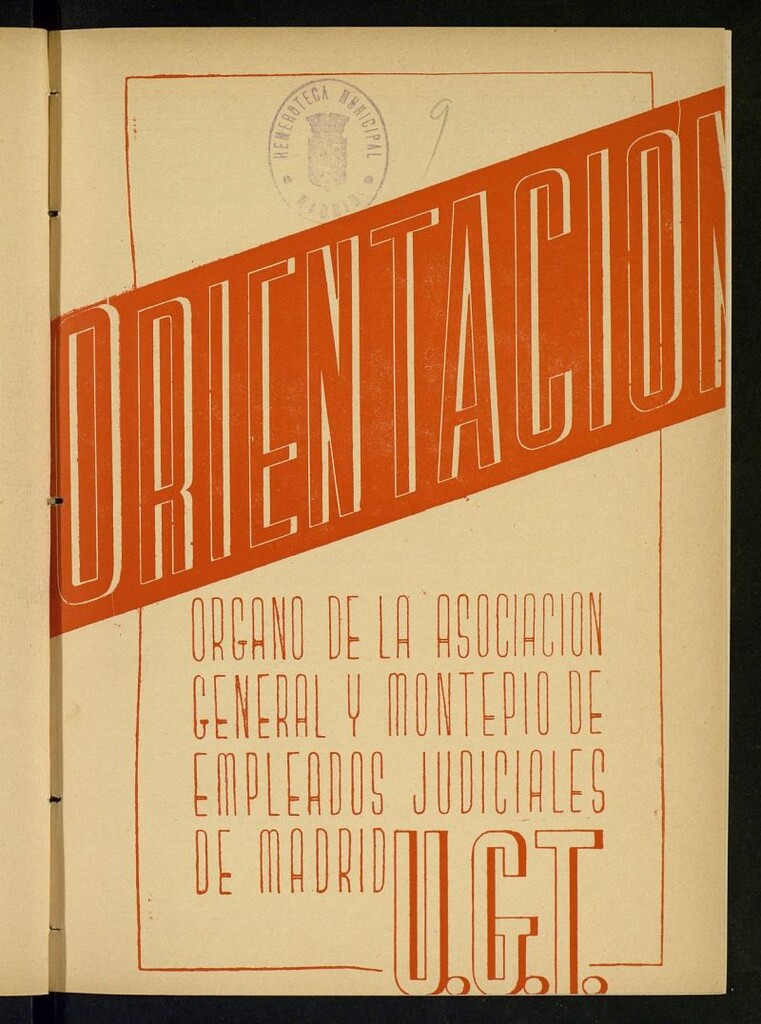 HEMEROTECA MUNICIPAL
MADRID
9
ORIENTACION
ORGANO DE LA ASOCIACION
GENERAL Y MONTEPIO DE
EMPLEADOS JUDICIALES
DE MADRID
U.G.T.